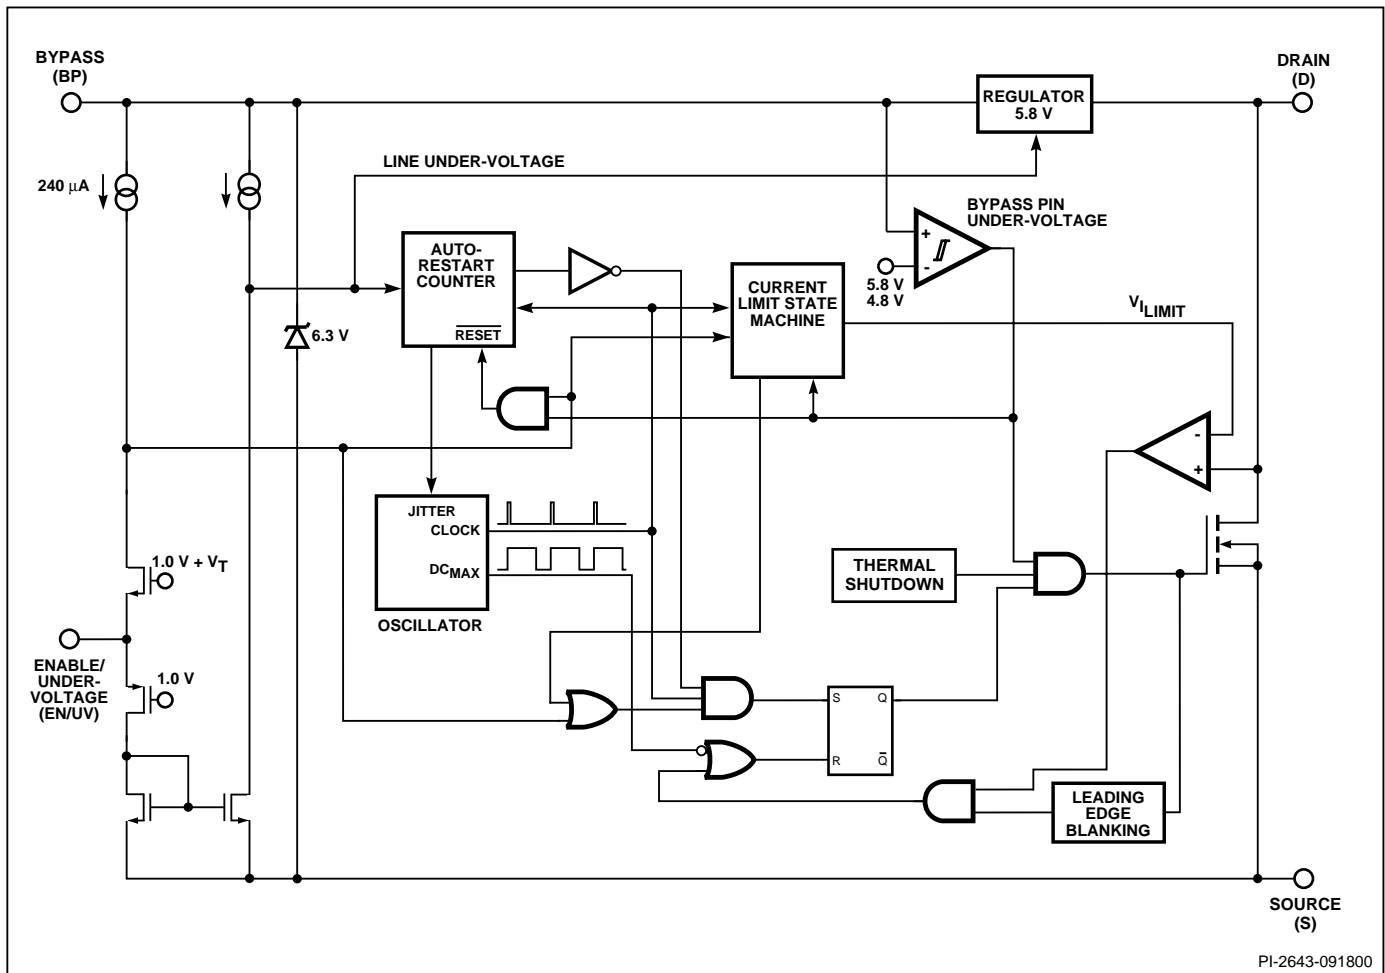 BYPASS
(BP)
DRAIN
(D)
REGULATOR
5.8 V
LINE UNDER-VOLTAGE
240 μA
BYPASS PIN
UNDER-VOLTAGE
+
-
5.8 V
4.8 V
AUTO-
RESTART
COUNTER
RESET
CURRENT
LIMIT STATE
MACHINE
VILIMIT
6.3 V
-
+
JITTER
CLOCK
DCMAX
OSCILLATOR
1.0 V + VT
THERMAL
SHUTDOWN
ENABLE/
UNDER-
VOLTAGE
(EN/UV)
1.0 V
S Q
R Q̅
LEADING
EDGE
BLANKING
SOURCE
(S)
PI-2643-091800